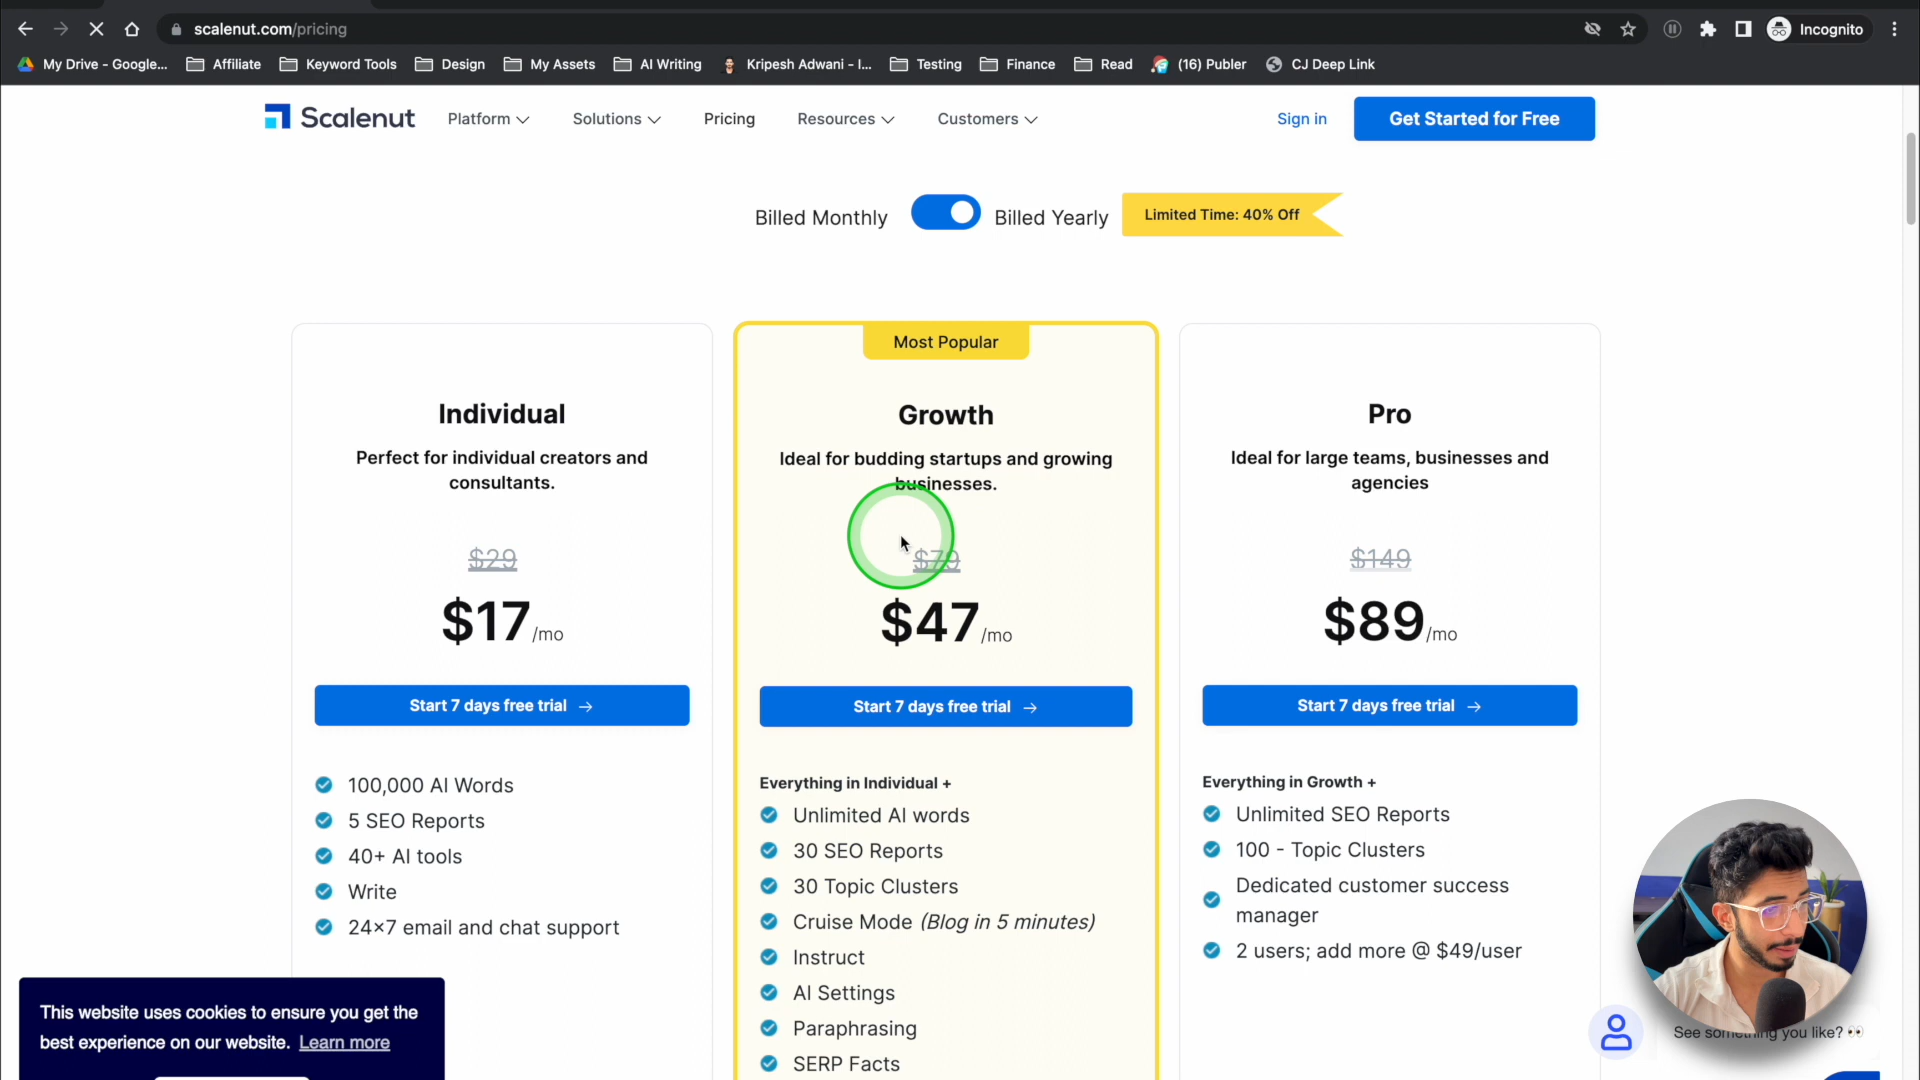 scalenut.com/pricing
Incognito
My Drive - Google...
Affiliate
Keyword Tools
Design
My Assets
AI Writing
Kripesh Adwani - I...
Testing
Finance
Read
(16) Publer
CJ Deep Link
Scalenut
Platform
Solutions
Pricing
Resources
Customers
Sign in
Get Started for Free
Billed Monthly
Billed Yearly
Limited Time: 40% Off
Individual
Perfect for individual creators and
consultants.
$29
$17/mo
Start 7 days free trial →
100,000 AI Words
5 SEO Reports
40+ AI tools
Write
24×7 email and chat support
Most Popular
Growth
Ideal for budding startups and growing
businesses.
$79
$47/mo
Start 7 days free trial →
Everything in Individual +
Unlimited AI words
30 SEO Reports
30 Topic Clusters
Cruise Mode (Blog in 5 minutes)
Instruct
AI Settings
Paraphrasing
SERP Facts
Pro
Ideal for large teams, businesses and
agencies
$149
$89/mo
Start 7 days free trial →
Everything in Growth +
Unlimited SEO Reports
100 - Topic Clusters
Dedicated customer success
manager
2 users; add more @ $49/user
This website uses cookies to ensure you get the
best experience on our website. Learn more
See something you like? 👀